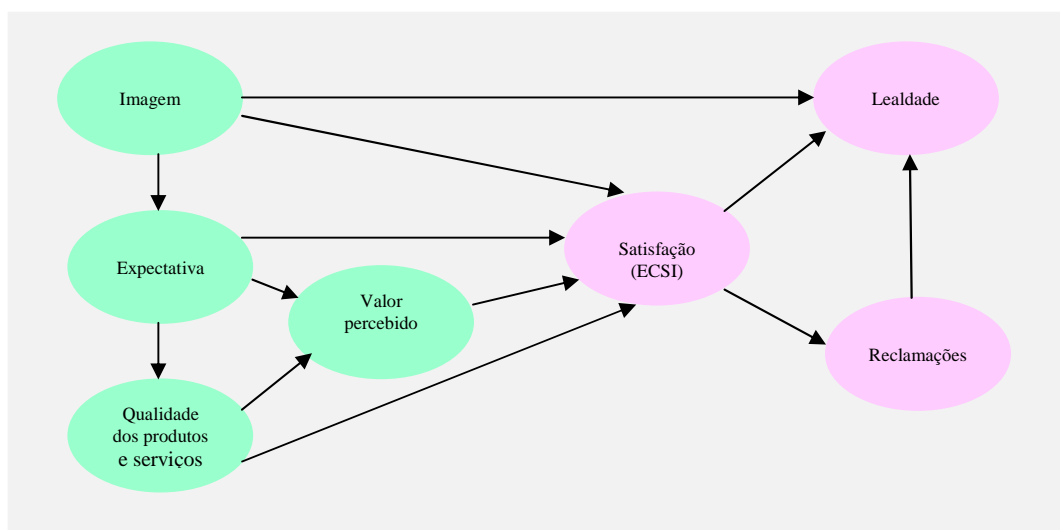 Imagem
Lealdade
Expectativa
Satisfação
(ECSI)
Valor
percebido
Reclamações
Qualidade
dos produtos
e serviços